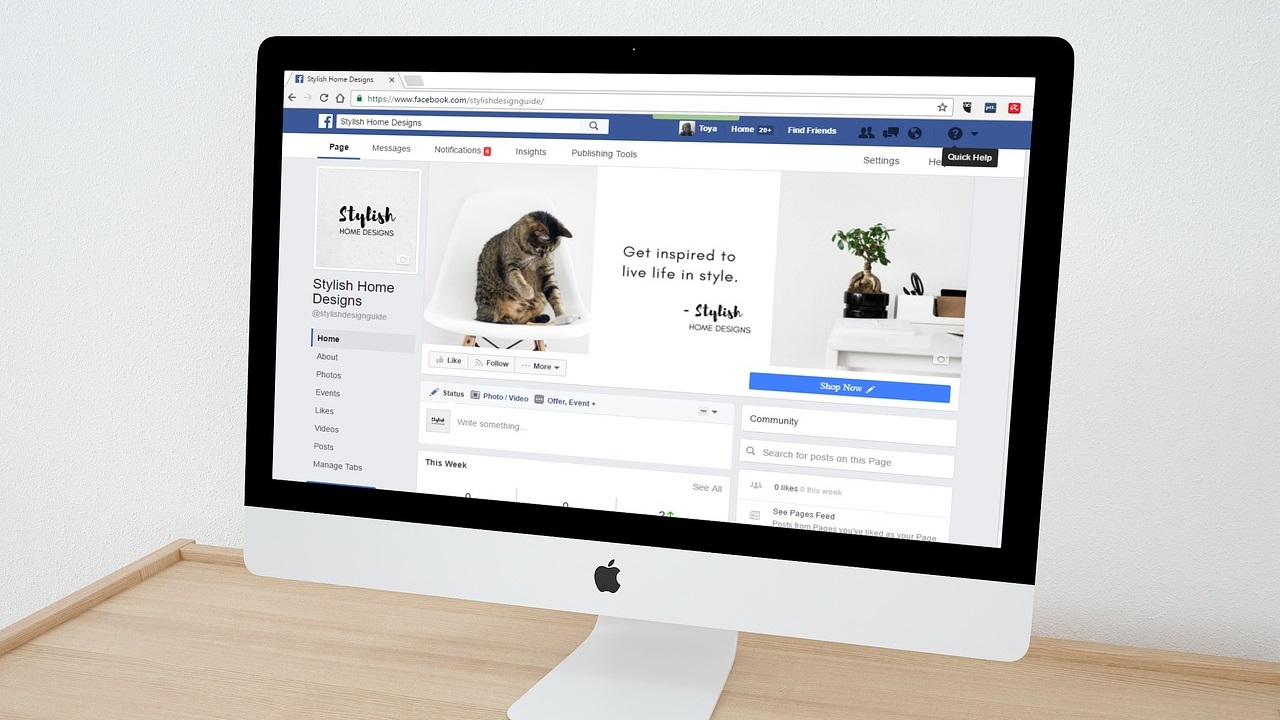 Stylish Home Designs
https://www.facebook.com/stylishdesignguide/
Stylish Home Designs
Toya
Home 20+
Find Friends
Page
Messages
Notifications 4
Insights
Publishing Tools
Settings
Quick Help
Stylish
HOME DESIGNS
Stylish Home
Designs
@stylishdesignguide
Home
About
Photos
Events
Likes
Videos
Posts
Manage Tabs
Get inspired to
live life in style.
- Stylish
HOME DESIGNS
Like
Follow
More
Shop Now
Status
Photo / Video
Offer, Event +
Write something...
This Week
See All
Community
Search for posts on this Page
0 likes 0 this week
See Pages Feed
Posts from Pages you've liked as your Page